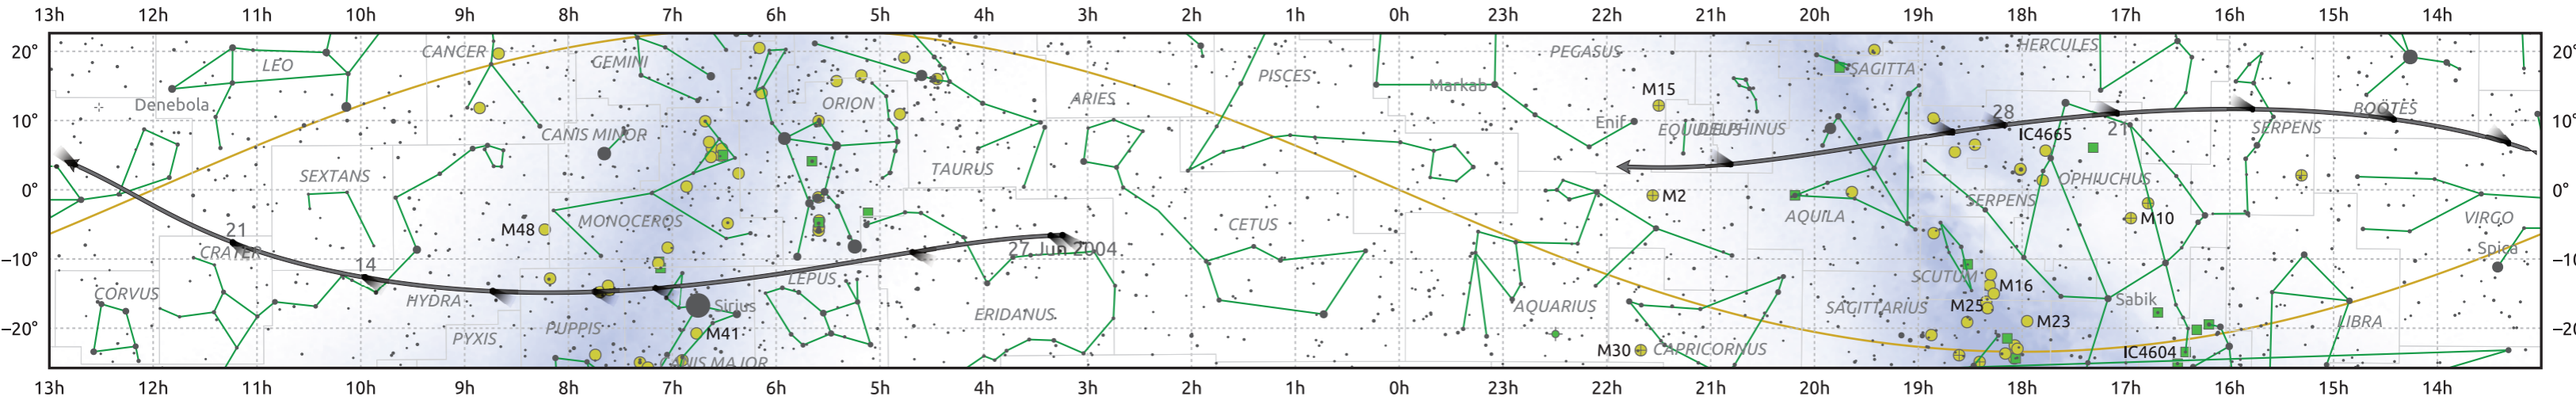 13h 12h 11h 10h 9h 8h 7h 6h 5h 4h 3h 2h 1h 0h 23h 22h 21h 20h 19h 18h 17h 16h 15h 14h
20° CANCER HERCULES 20°
LEO GEMINI PISCES PEGASUS SAGITTA
Markab
Denebola ORION ARIES M15 28 BOÖTES
10° Enif 21 10°
CANIS MINOR EQUULEUS DELPHINUS IC4665 SERPENS
SEXTANS TAURUS OPHIUCHUS
0° M2 SERPENS 0°
21 M48 MONOCEROS CETUS AQUILA M10 VIRGO
CRATER 27 Jun 2004 Spica
−10° 14 −10
LEPUS SCUTUM
CORVUS HYDRA Sirius AQUARIUS SAGITTARIUS M25 M16 Sabik
PYXIS PUPPIS ERIDANUS M23 LIBRA
−20° M41 −20
CANIS MAJOR M30 CAPRICORNUS IC4604
13h 12h 11h 10h 9h 8h 7h 6h 5h 4h 3h 2h 1h 0h 23h 22h 21h 20h 19h 18h 17h 16h 15h 14h